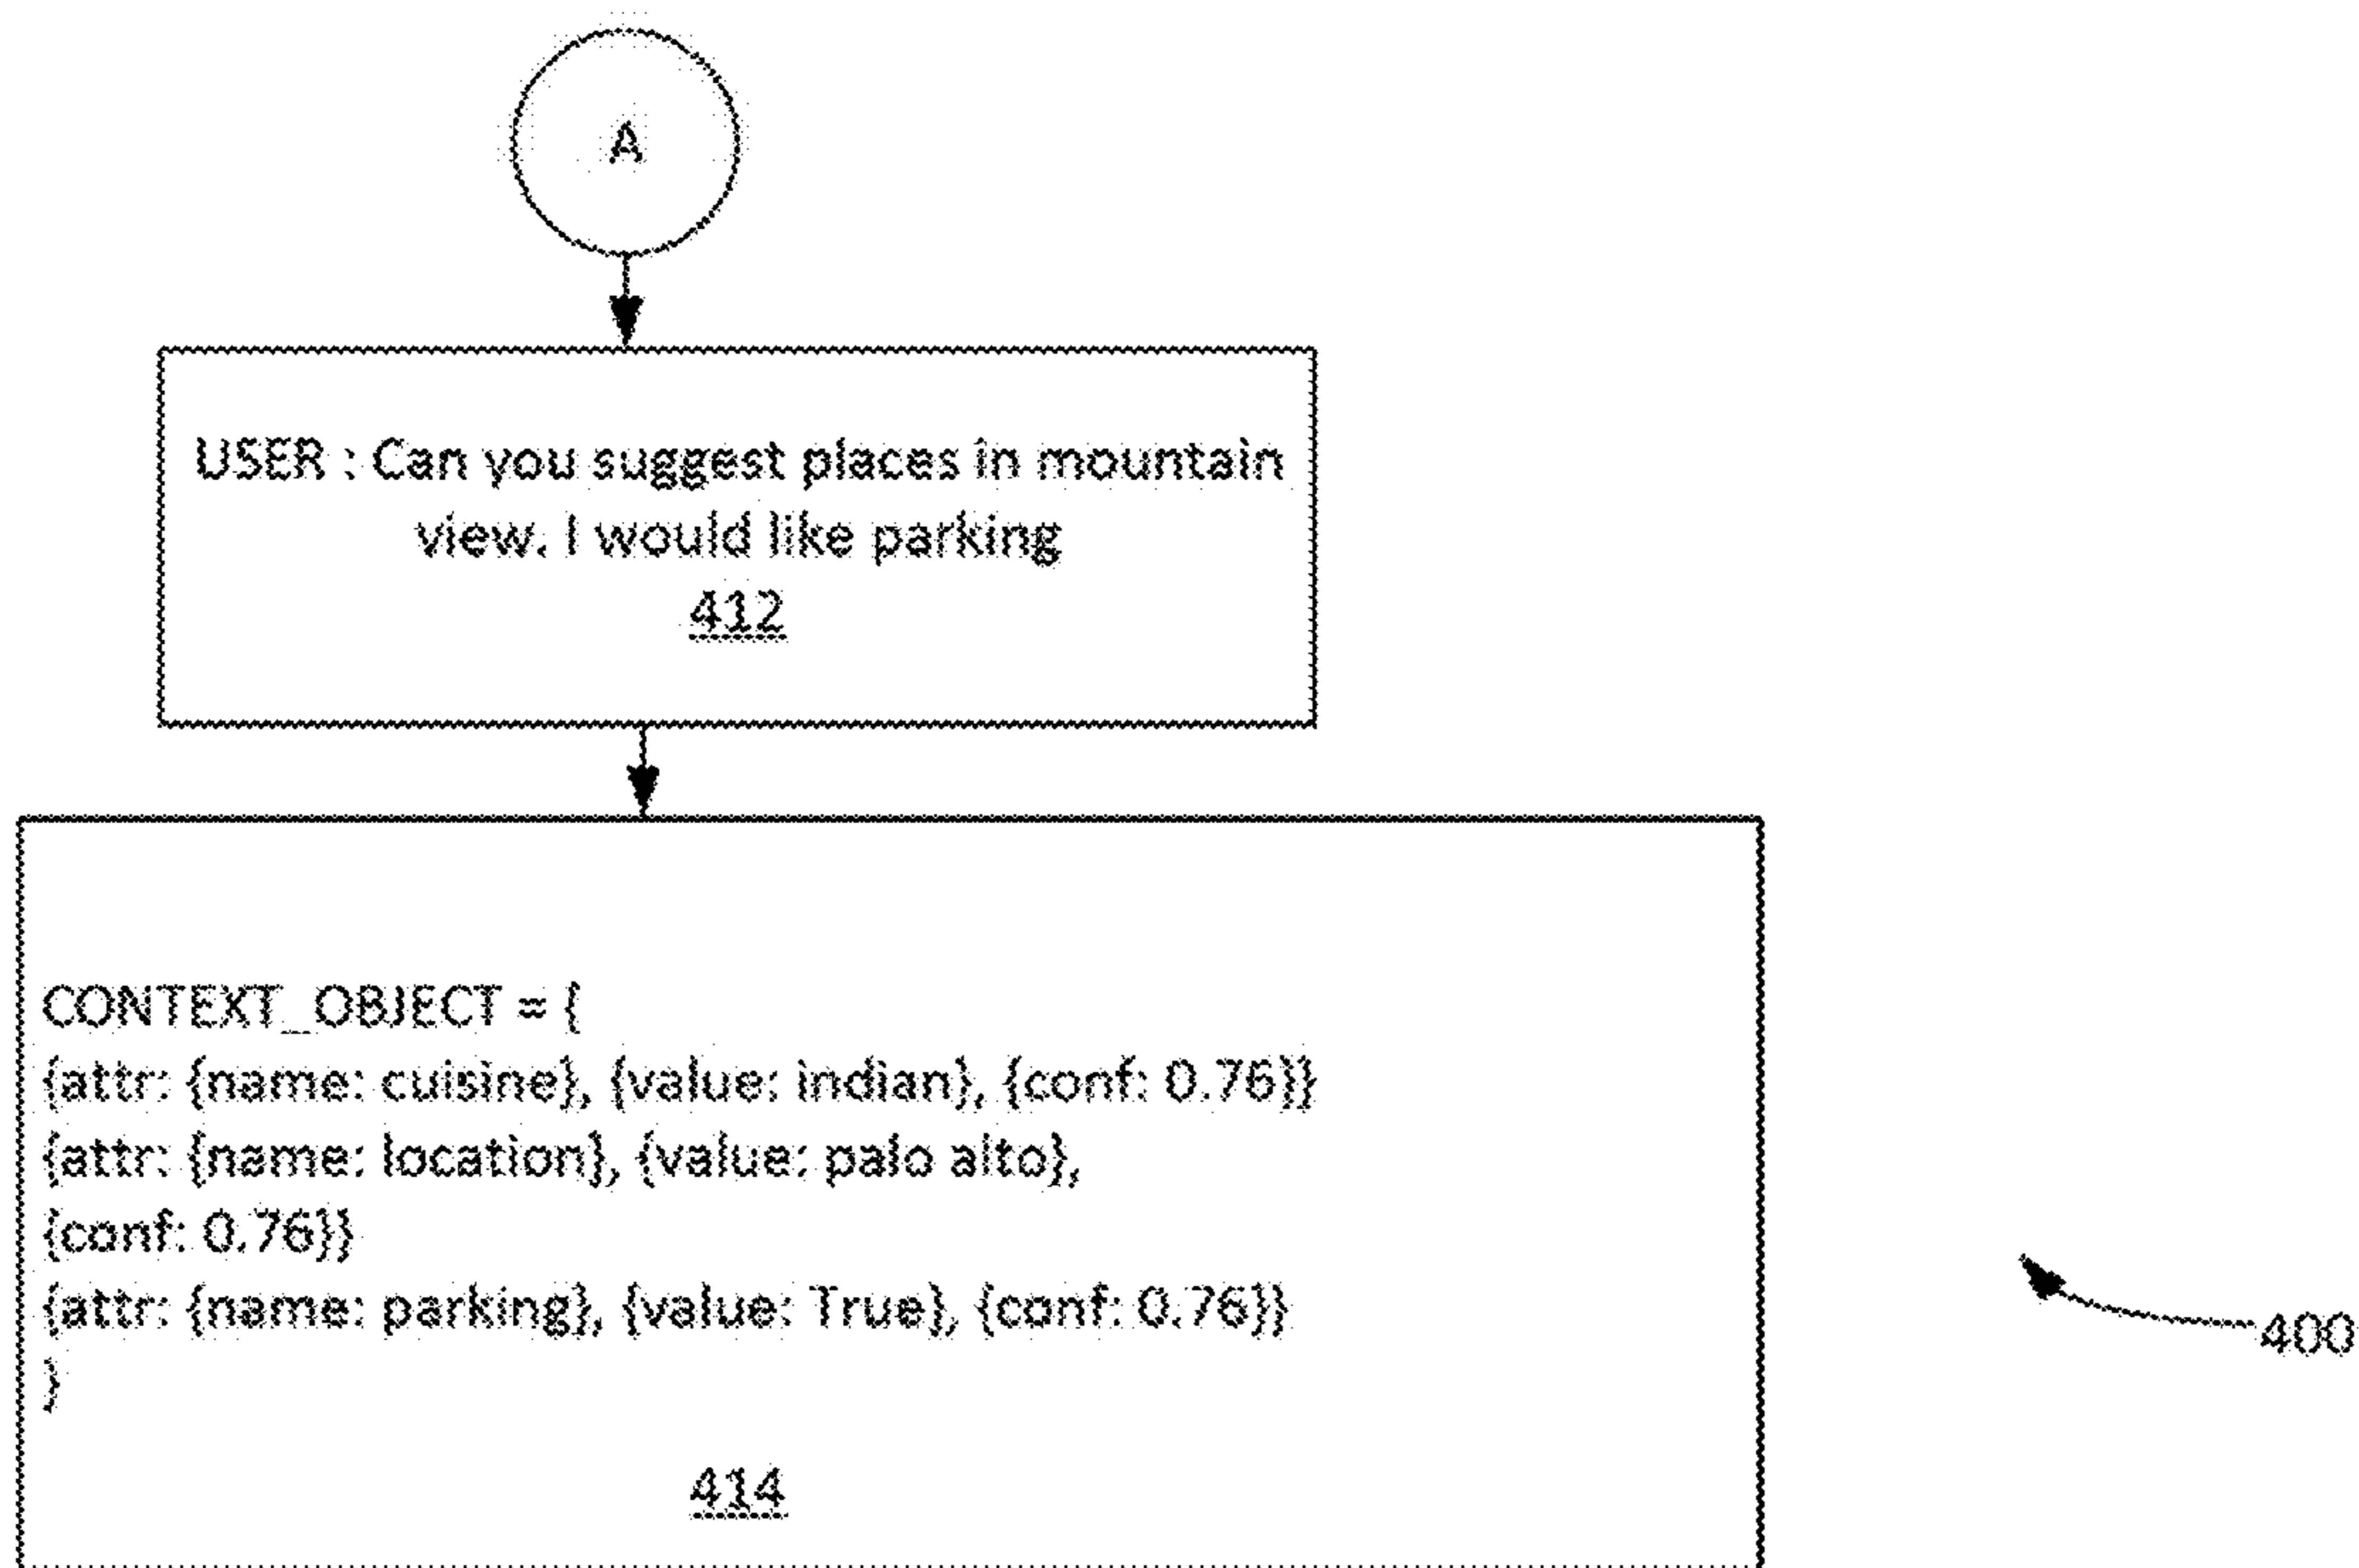 A
USER : Can you suggest places in mountain
view. I would like parking
412
CONTEXT_OBJECT = {
{attr: {name: cuisine}, {value: indian}, {conf: 0.76}}
{attr: {name: location}, {value: palo alto},
{conf: 0.76}}
{attr: {name: parking}, {value: True}, {conf: 0.76}}
}
400
414